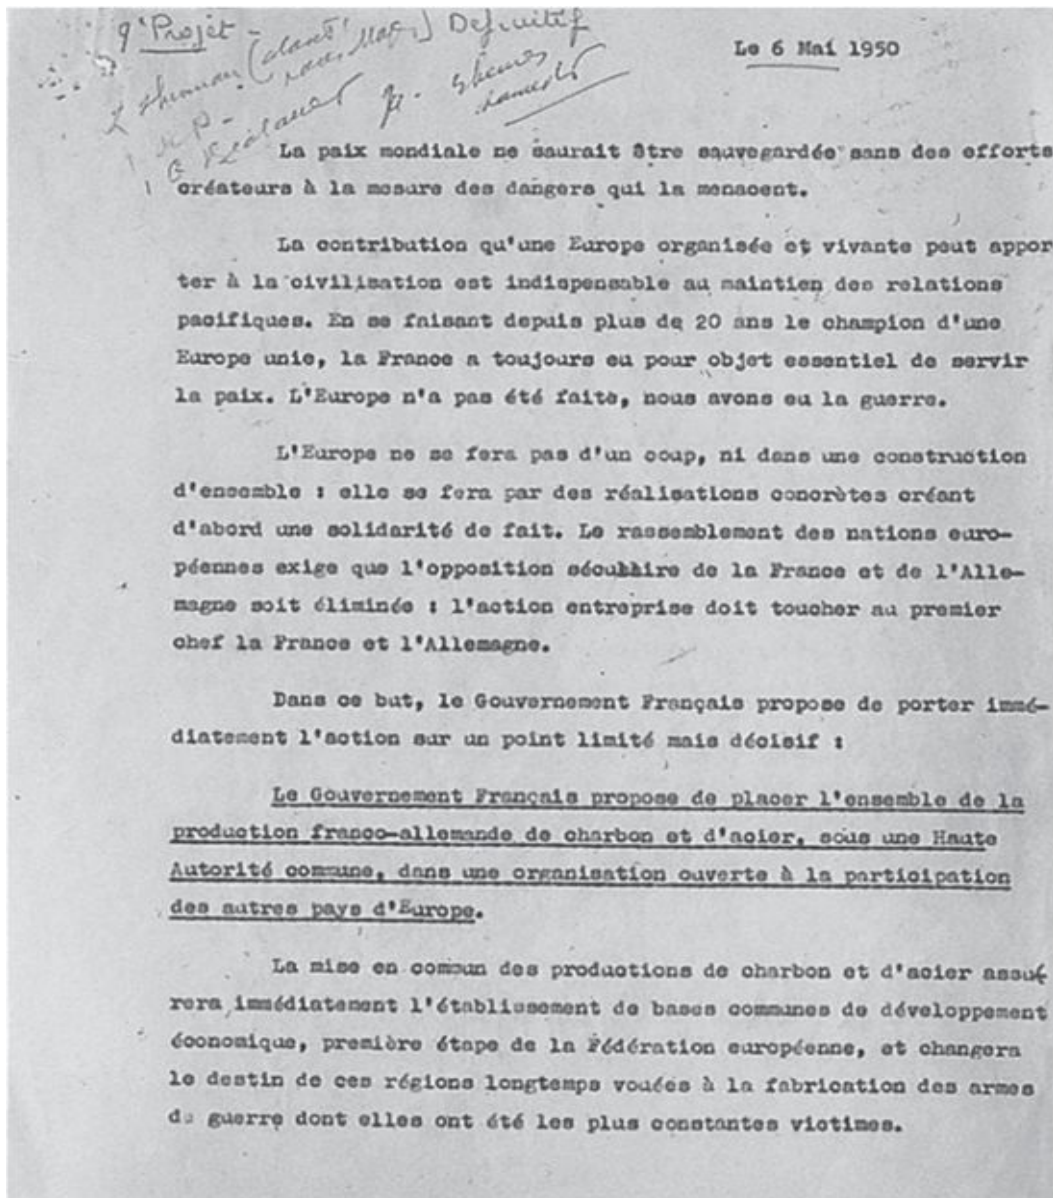 9e Projet - Definitif
Le 6 Mai 1950
La paix mondiale ne saurait être sauvegardée sans des efforts
créateurs à la mesure des dangers qui la menacent.
La contribution qu'une Europe organisée et vivante peut appor
ter à la civilisation est indispensable au maintien des relations
pacifiques. En se faisant depuis plus de 20 ans le champion d'une
Europe unie, la France a toujours eu pour objet essentiel de servir
la paix. L'Europe n'a pas été faite, nous avons eu la guerre.
L'Europe ne se fera pas d'un coup, ni dans une construction
d'ensemble : elle se fera par des réalisations concrètes créant
d'abord une solidarité de fait. Le rassemblement des nations euro-
péennes exige que l'opposition séculaire de la France et de l'Alle-
magne soit éliminée : l'action entreprise doit toucher au premier
chef la France et l'Allemagne.
Dans ce but, le Gouvernement Français propose de porter immé-
diatement l'action sur un point limité mais décisif :
Le Gouvernement Français propose de placer l'ensemble de la
production franco-allemande de charbon et d'acier, sous une Haute
Autorité commune, dans une organisation ouverte à la participation
des autres pays d'Europe.
La mise en commun des productions de charbon et d'acier assu
rera immédiatement l'établissement de bases communes de développement
économique, première étape de la Fédération européenne, et changera
le destin de ces régions longtemps vouées à la fabrication des armes
de guerre dont elles ont été les plus constantes victimes.